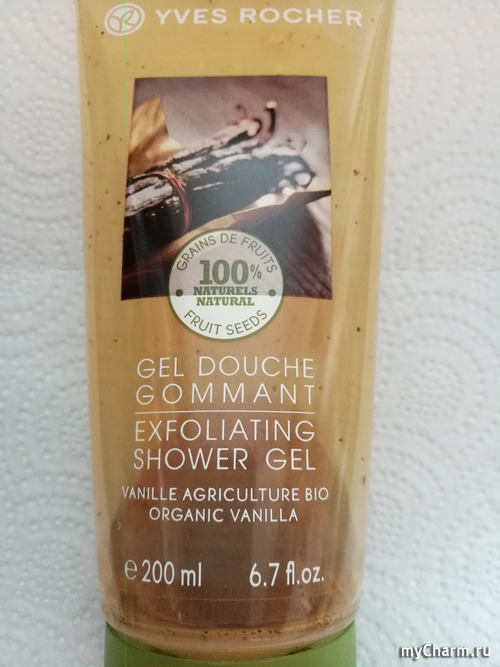 YR YVES ROCHER
GRAINS DE FRUITS
100%
NATURELS
NATURAL
FRUIT SEEDS
GEL DOUCHE
GOMMANT
EXFOLIATING
SHOWER GEL
VANILLE AGRICULTURE BIO
ORGANIC VANILLA
℮ 200 ml 6.7 fl.oz.
myCharm.ru